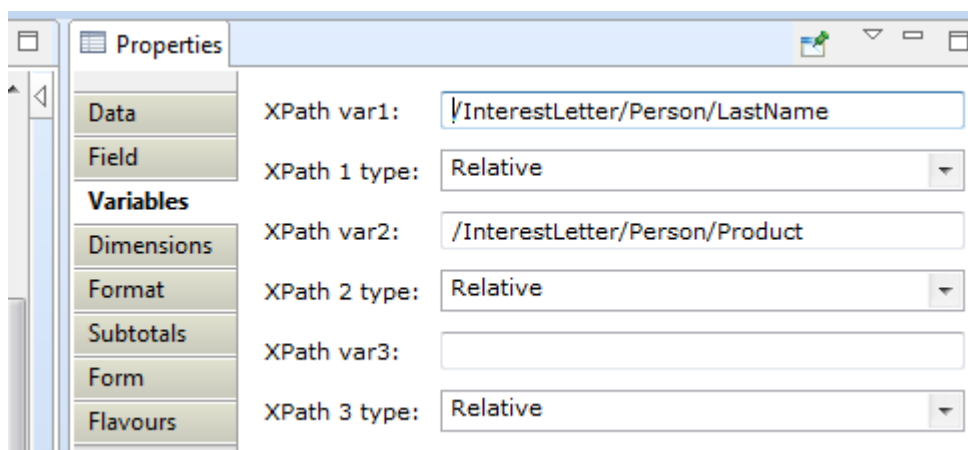 Properties
Data
Field
Variables
Dimensions
Format
Subtotals
Form
Flavours
XPath var1: /InterestLetter/Person/LastName
XPath 1 type: Relative
XPath var2: /InterestLetter/Person/Product
XPath 2 type: Relative
XPath var3:
XPath 3 type: Relative